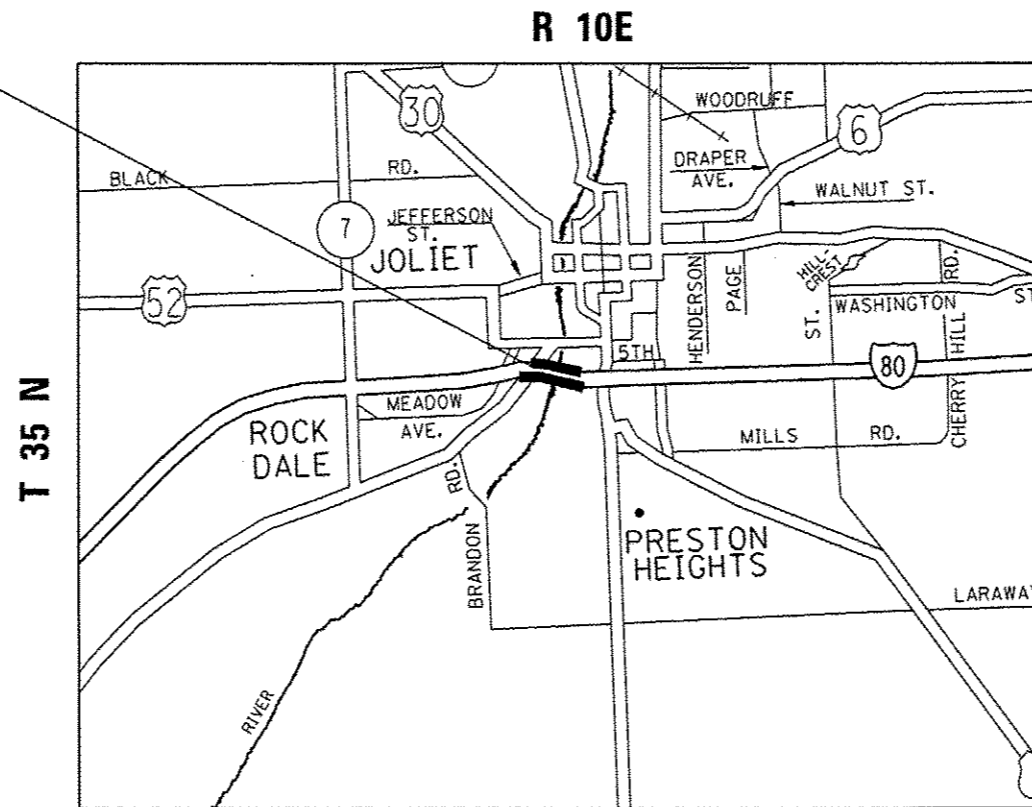 R 10E
T 35 N
30
WOODRUFF
6
DRAPER
AVE.
BLACK RD.
WALNUT ST.
7
JEFFERSON
ST.
JOLIET
HILL-
CREST
RD.
52
HENDERSON
PAGE
ST.
WASHINGTON
ST
5TH
80
CHERRY HILL
MEADOW
AVE.
ROCK
DALE
MILLS RD.
RD.
BRANDON
PRESTON
HEIGHTS
LARAWAY
RIVER